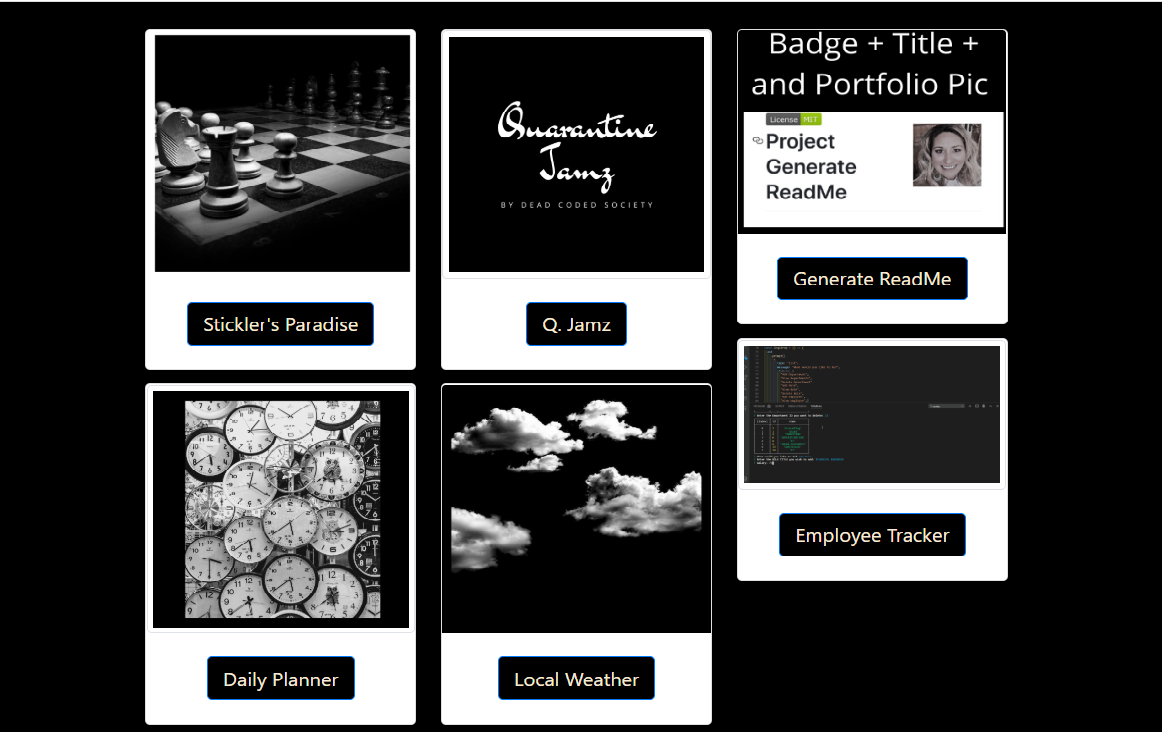 Quarantine
Jamz
BY DEAD CODED SOCIETY
Badge + Title +
and Portfolio Pic
License MIT
Project
Generate
ReadMe
Stickler's Paradise
Q. Jamz
Generate ReadMe
Employee Tracker
Daily Planner
Local Weather